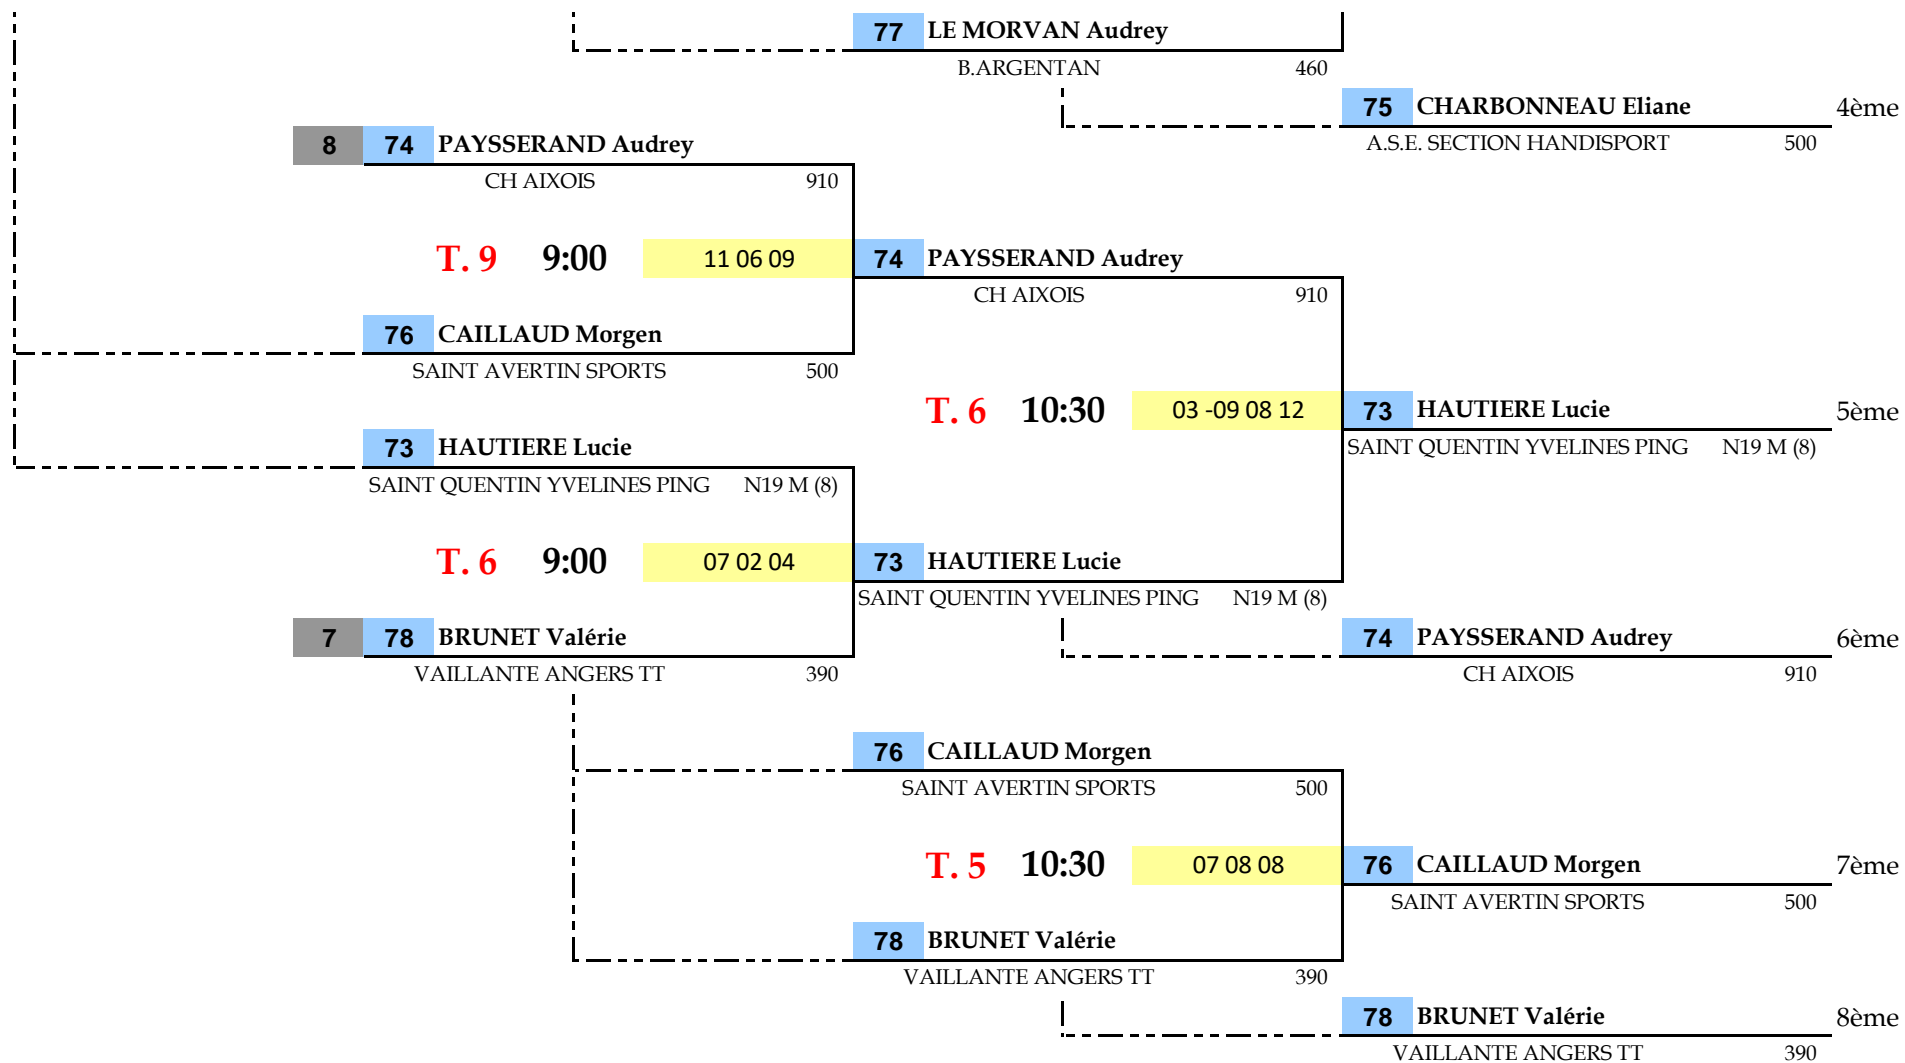 77 LE MORVAN Audrey
B.ARGENTAN 460
75 CHARBONNEAU Eliane 4ème
A.S.E. SECTION HANDISPORT 500
8 74 PAYSSERAND Audrey
CH AIXOIS 910
T. 9 9:00 11 06 09 74 PAYSSERAND Audrey
CH AIXOIS 910
76 CAILLAUD Morgen
SAINT AVERTIN SPORTS 500
T. 6 10:30 03 -09 08 12 73 HAUTIERE Lucie 5ème
SAINT QUENTIN YVELINES PING N19 M (8)
73 HAUTIERE Lucie
SAINT QUENTIN YVELINES PING N19 M (8)
T. 6 9:00 07 02 04 73 HAUTIERE Lucie
SAINT QUENTIN YVELINES PING N19 M (8)
7 78 BRUNET Valérie
VAILLANTE ANGERS TT 390
74 PAYSSERAND Audrey 6ème
CH AIXOIS 910
76 CAILLAUD Morgen
SAINT AVERTIN SPORTS 500
T. 5 10:30 07 08 08 76 CAILLAUD Morgen 7ème
SAINT AVERTIN SPORTS 500
78 BRUNET Valérie
VAILLANTE ANGERS TT 390
78 BRUNET Valérie 8ème
VAILLANTE ANGERS TT 390